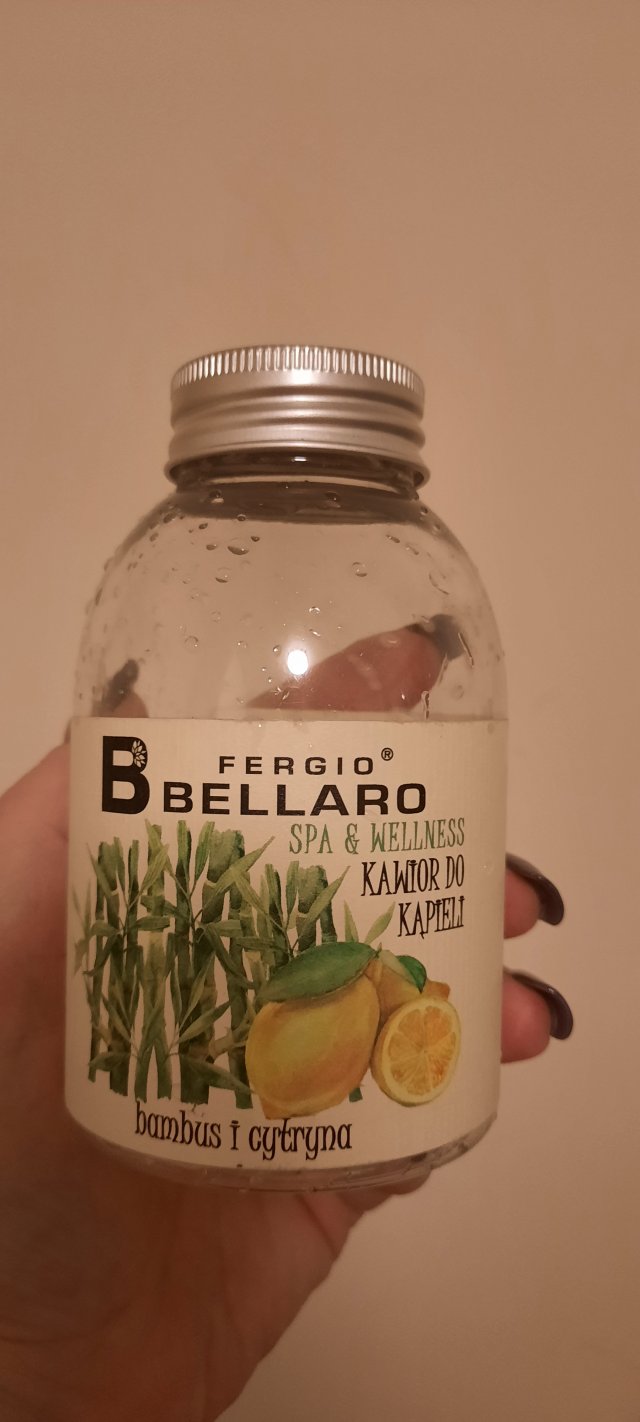 B
FERGIO®
BELLARO
SPA & WELLNESS
KAWIOR DO
KĄPIELI
bambus i cytryna